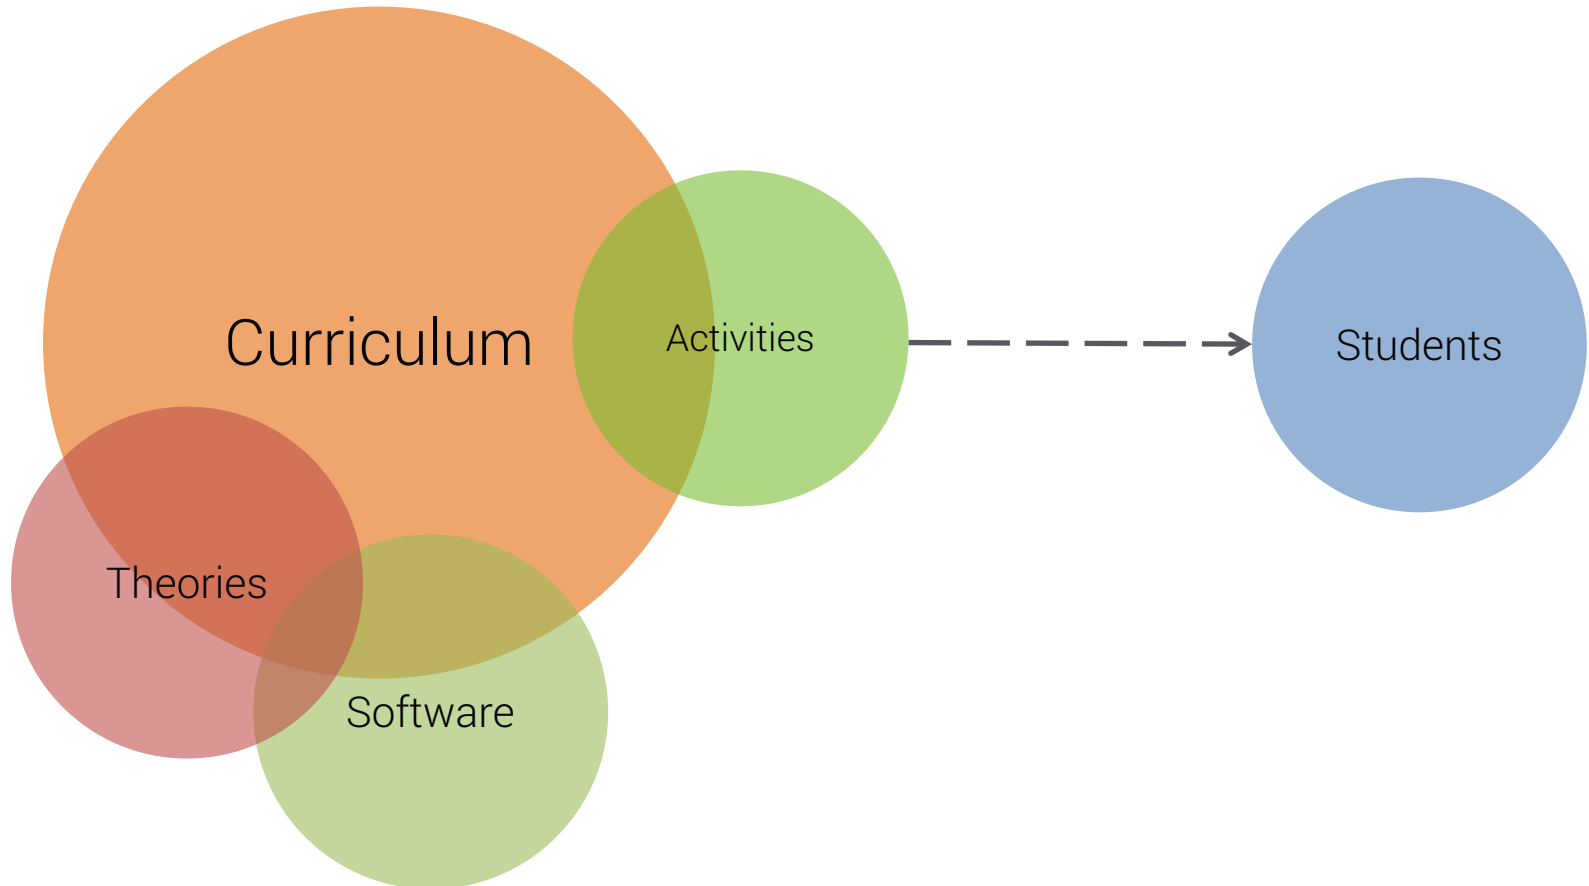 Curriculum
Activities
Students
Theories
Software